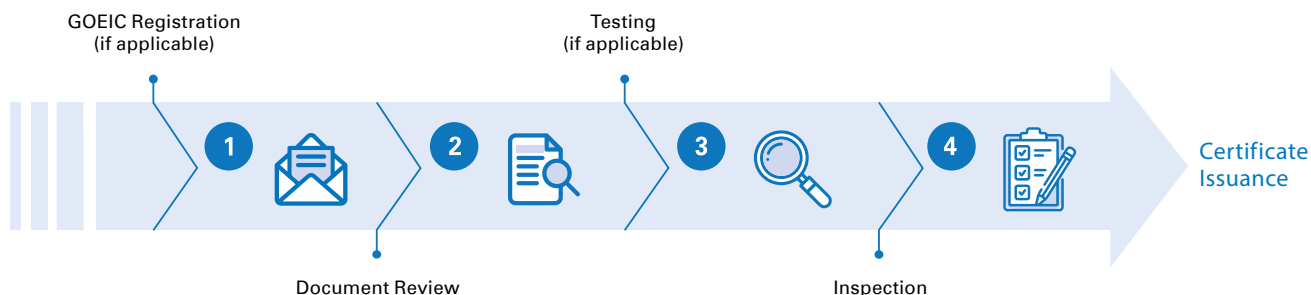 GOEIC Registration
(if applicable)
Testing
(if applicable)
1
2
3
4
Certificate
Issuance
Document Review
Inspection